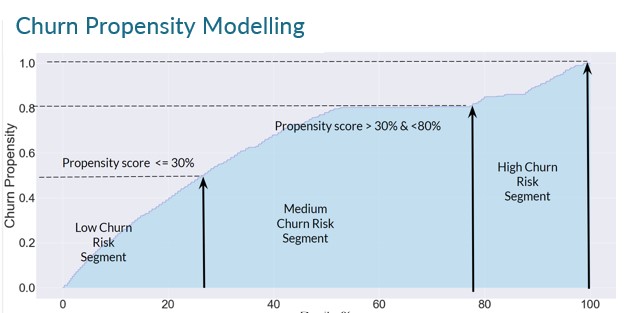 Churn Propensity Modelling
1.0
0.8
0.6
0.4
0.2
0.0
Churn Propensity
Propensity score <= 30%
Propensity score > 30% & <80%
Low Churn
Risk
Segment
Medium
Churn Risk
Segment
High Churn
Risk
Segment
0
20
40
60
80
100